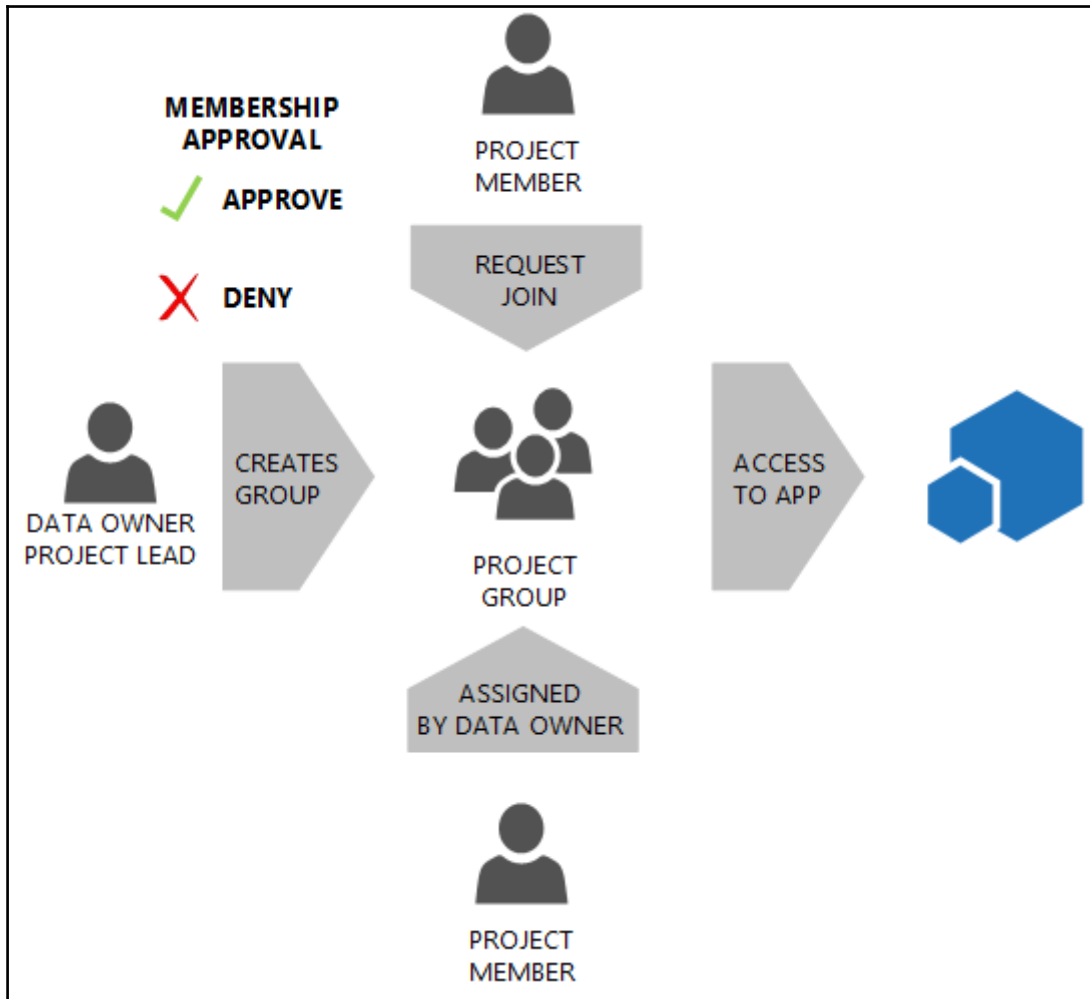 MEMBERSHIP
APPROVAL
APPROVE
DENY
PROJECT
MEMBER
REQUEST
JOIN
DATA OWNER
PROJECT LEAD
CREATES
GROUP
PROJECT
GROUP
ACCESS
TO APP
ASSIGNED
BY DATA OWNER
PROJECT
MEMBER